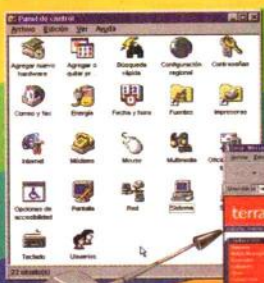 Panel de control
Archivo Edición Ver Ayuda
Agregar nuevo hardware
Agregar o quitar pr
Búsqueda rápida
Configuración regional
Contraseñas
Correo y fax
Energía
Fecha y hora
Fuentes
Impresoras
Internet
Módems
Mouse
Multimedia
Opciones de accesibilidad
Pantalla
Red
Sistema
Teclado
Usuarios
22 objeto(s)
terra